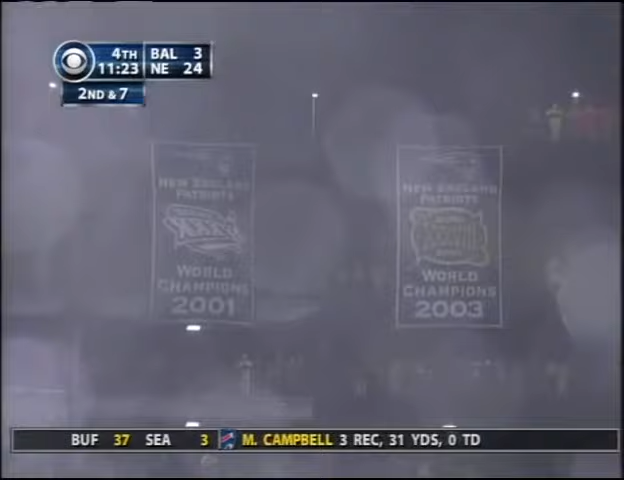 4TH
11:23
BAL 3
NE 24
2ND & 7
NEW ENGLAND
PATRIOTS
WORLD
CHAMPIONS
2001
NEW ENGLAND
PATRIOTS
WORLD
CHAMPIONS
2003
BUF 37 SEA 3 M. CAMPBELL 3 REC, 31 YDS, 0 TD